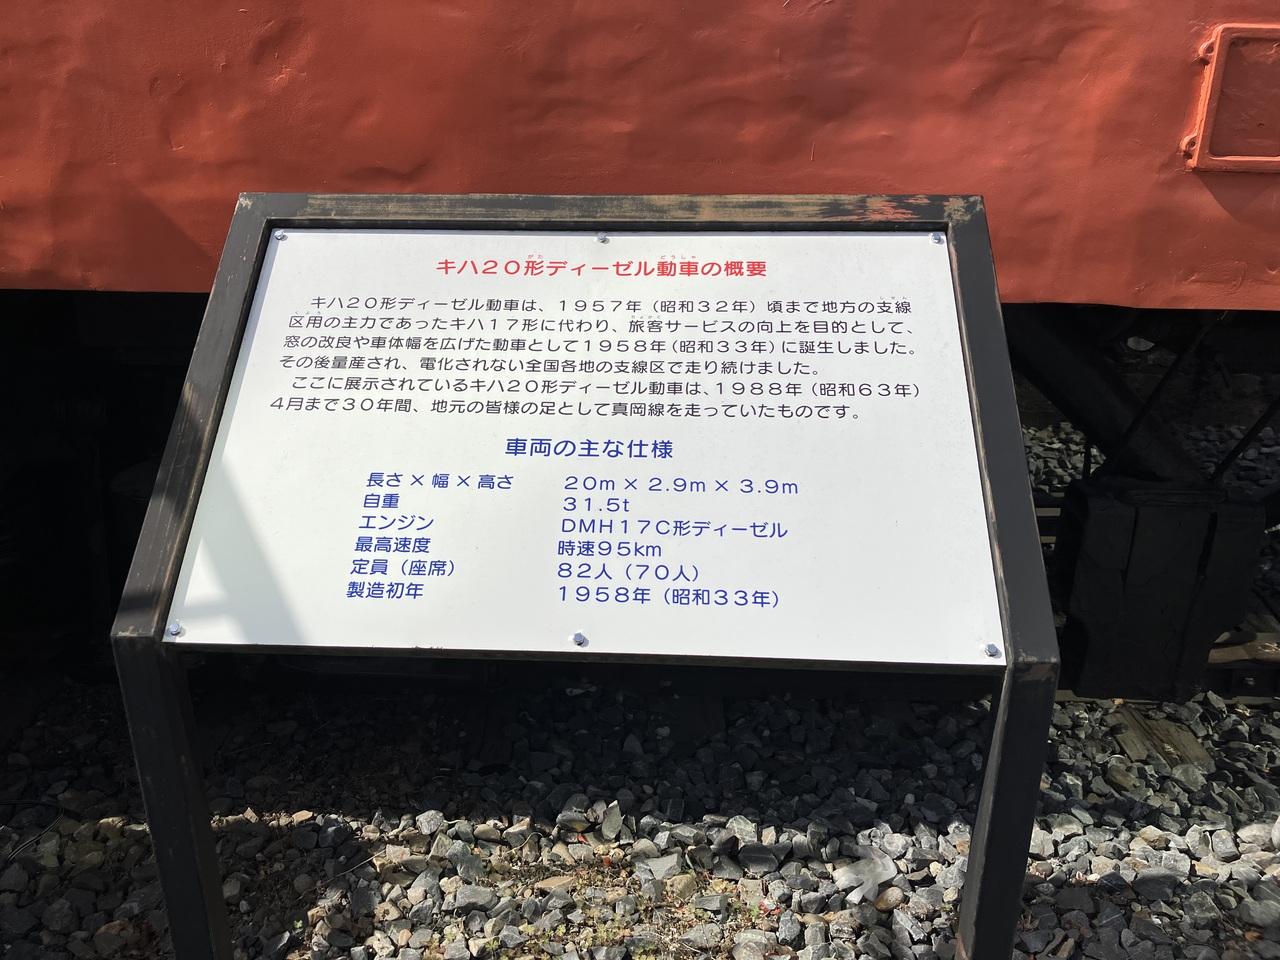 キハ２０形ディーゼル動車の概要
キハ２０形ディーゼル動車は、１９５７年（昭和３２年）頃まで地方の支線
区用の主力であったキハ１７形に代わり、旅客サービスの向上を目的として、
窓の改良や車体幅を広げた動車として１９５８年（昭和３３年）に誕生しました。
その後量産され、電化されない全国各地の支線区で走り続けました。
ここに展示されているキハ２０形ディーゼル動車は、１９８８年（昭和６３年）
４月まで３０年間、地元の皆様の足として真岡線を走っていたものです。
車両の主な仕様
長さ × 幅 × 高さ ２０ｍ × ２.９ｍ × ３.９ｍ
自重 ３１.５t
エンジン ＤＭＨ１７Ｃ形ディーゼル
最高速度 時速９５km
定員（座席） ８２人（７０人）
製造初年 １９５８年（昭和３３年）